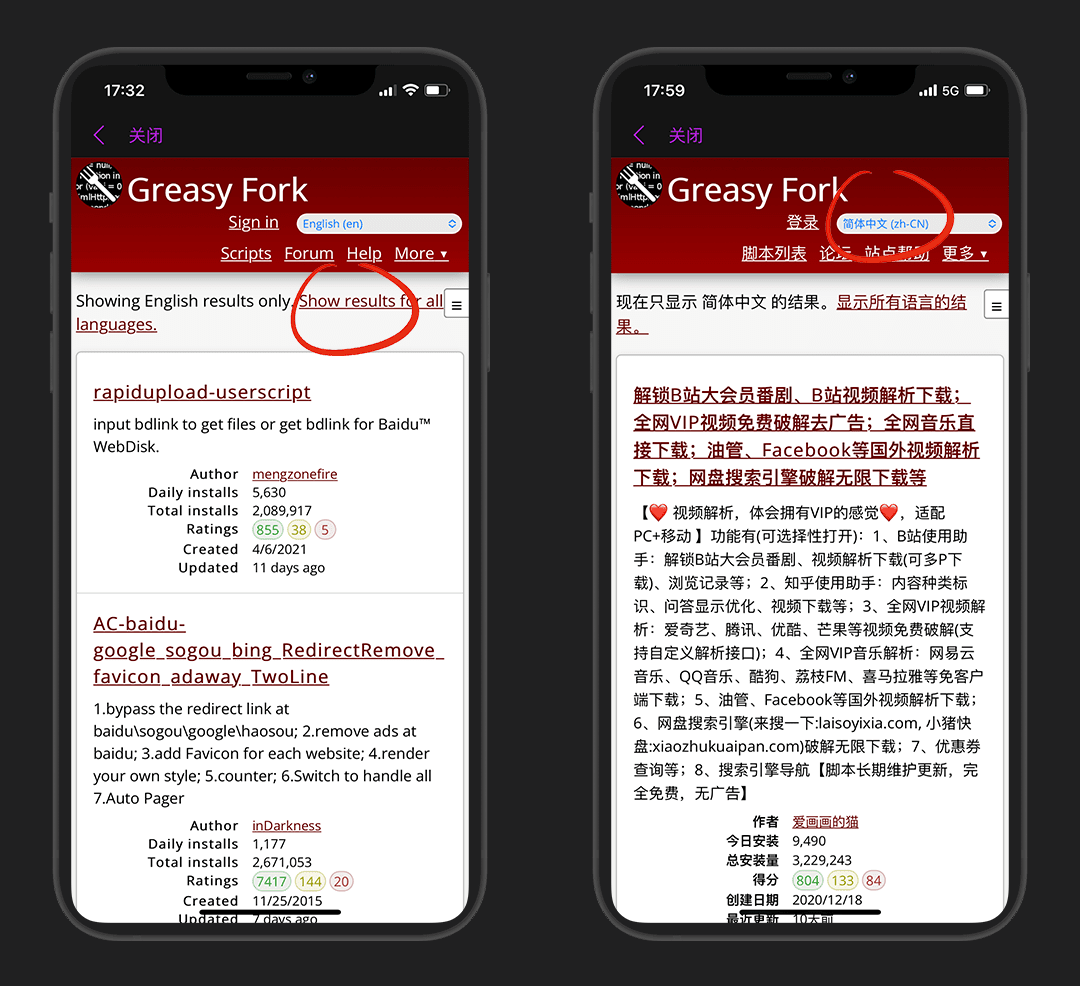 17:32
关闭
Greasy Fork
Sign in English (en)
Scripts Forum Help More ▾
Showing English results only. Show results for all
languages.
rapidupload-userscript
input bdlink to get files or get bdlink for Baidu™
WebDisk.
Author mengzonefire
Daily installs 5,630
Total installs 2,089,917
Ratings 855 38 5
Created 4/6/2021
Updated 11 days ago
AC-baidu-
google_sogou_bing_RedirectRemove_
favicon_adaway_TwoLine
1.bypass the redirect link at
baidu\sogou\google\haosou; 2.remove ads at
baidu; 3.add Favicon for each website; 4.render
your own style; 5.counter; 6.Switch to handle all
7.Auto Pager
Author inDarkness
Daily installs 1,177
Total installs 2,671,053
Ratings 7417 144 20
Created 11/25/2015
Updated 7 days ago
17:59 5G
关闭
Greasy Fork
登录 简体中文 (zh-CN)
脚本列表 论坛 站点帮助 更多 ▾
现在只显示 简体中文 的结果。显示所有语言的结
果。
解锁B站大会员番剧、B站视频解析下载；
全网VIP视频免费破解去广告；全网音乐直
接下载；油管、Facebook等国外视频解析
下载；网盘搜索引擎破解无限下载等
【❤️ 视频解析，体会拥有VIP的感觉❤️，适配
PC+移动 】功能有(可选择性打开)：1、B站使用助
手：解锁B站大会员番剧、视频解析下载(可多P下
载)、浏览记录等；2、知乎使用助手：内容种类标
识、问答显示优化、视频下载等；3、全网VIP视频解
析：爱奇艺、腾讯、优酷、芒果等视频免费破解(支
持自定义解析接口)；4、全网VIP音乐解析：网易云
音乐、QQ音乐、酷狗、荔枝FM、喜马拉雅等免客户
端下载；5、油管、Facebook等国外视频解析下载；
6、网盘搜索引擎(来搜一下:laisoyixia.com, 小猪快
盘:xiaozhukuaipan.com)破解无限下载；7、优惠券
查询等；8、搜索引擎导航【脚本长期维护更新，完
全免费，无广告】
作者 爱画画的猫
今日安装 9,490
总安装量 3,229,243
得分 804 133 84
创建日期 2020/12/18
最近更新 10天前